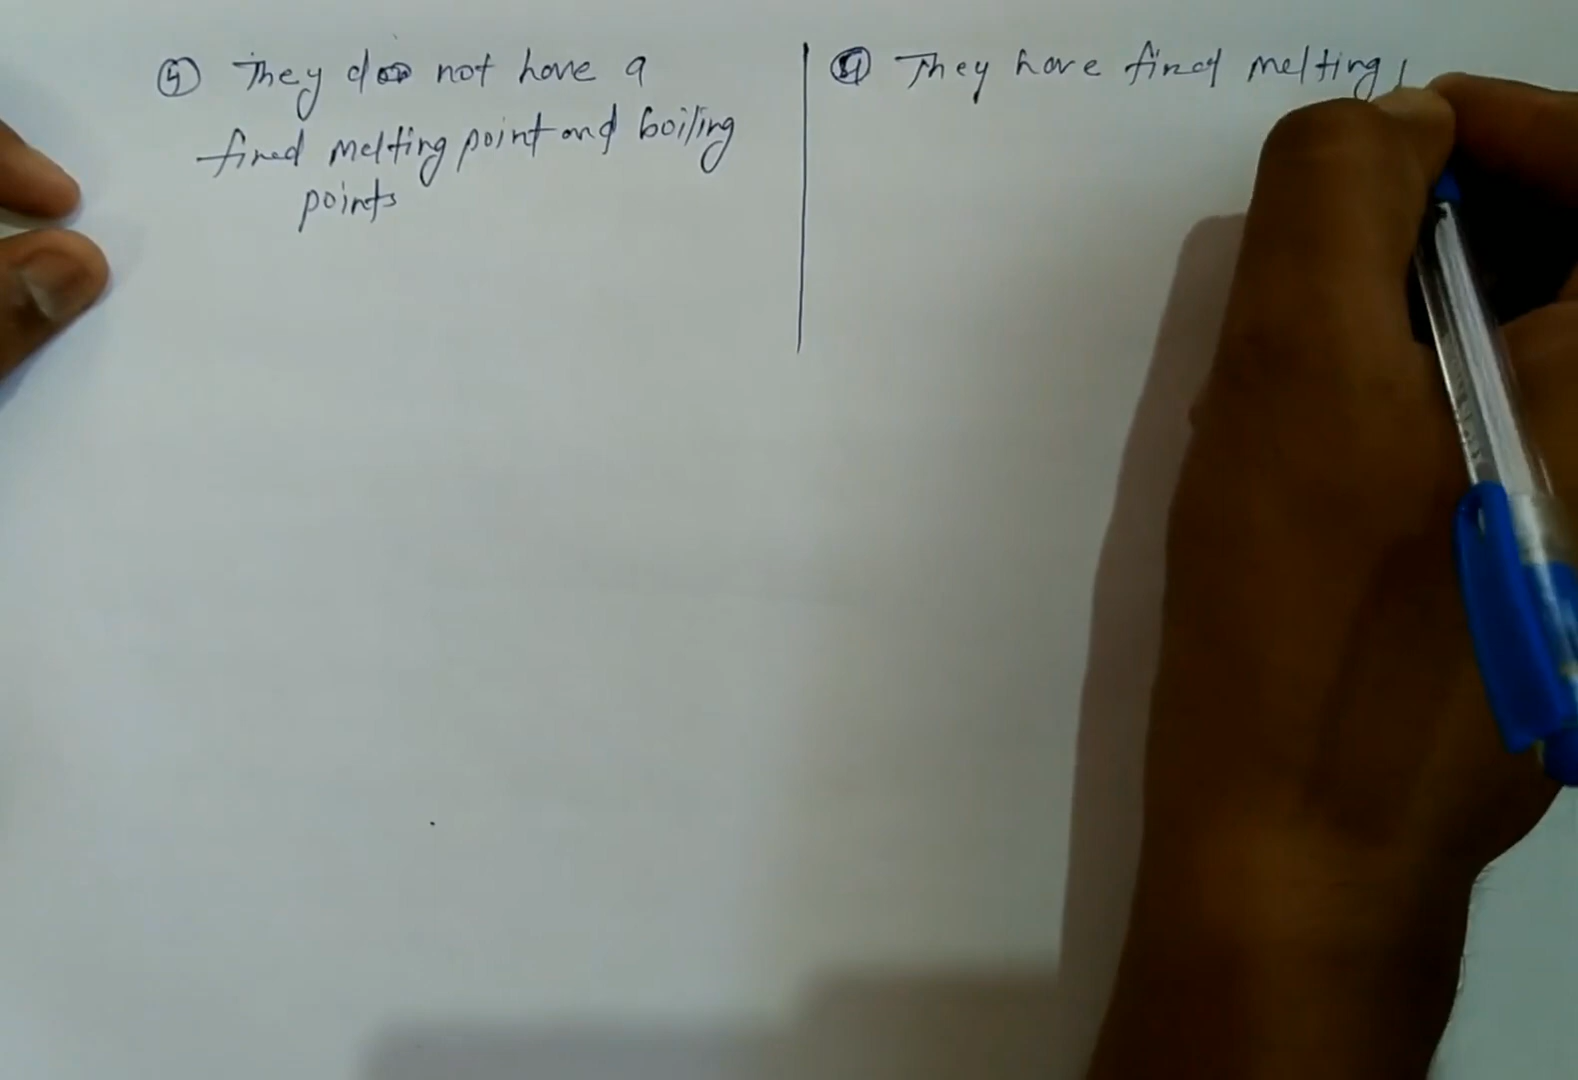 ④ They do not have a
fixed melting point and boiling
points
④ They have fixed melting